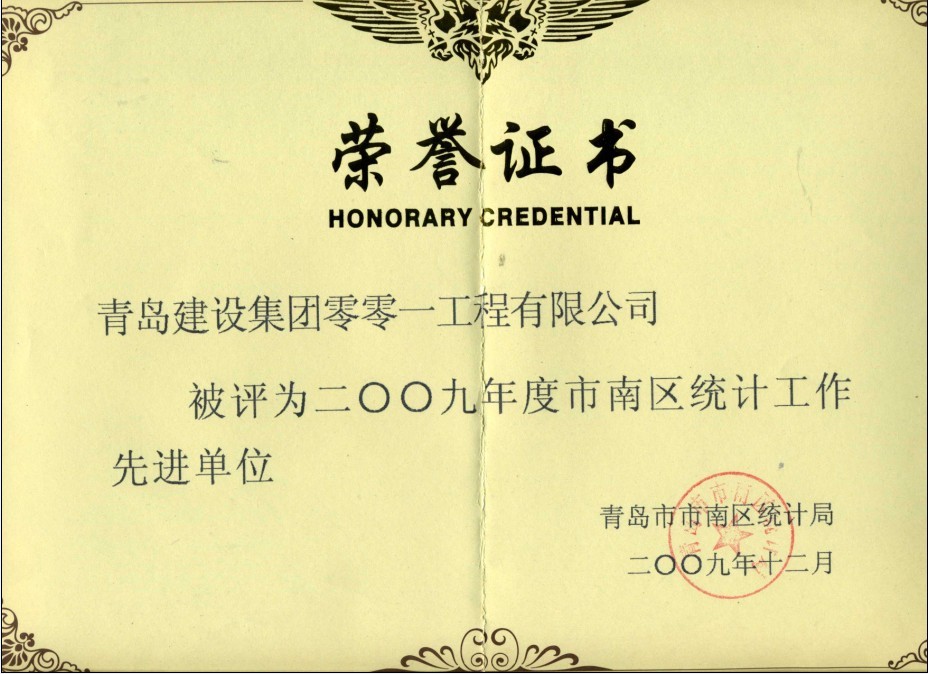 荣誉证书
HONORARY CREDENTIAL
青岛建设集团零零一工程有限公司
被评为二〇〇九年度市南区统计工作
先进单位
青岛市市南区统计局
二〇〇九年十二月